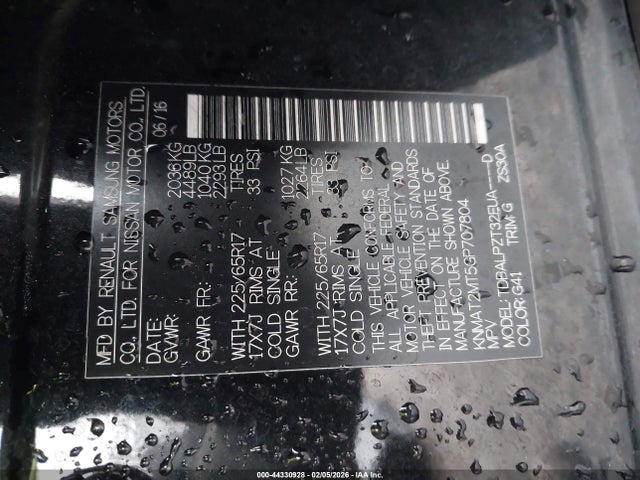 MFD BY RENAULT SAMSUNG MOTORS
CO., LTD. FOR NISSAN MOTOR CO., LTD.
DATE: 06/16
GVWR: 2036KG
4489LB
GAWR FR: 1040KG
2293LB
WITH 225/65R17 TIRES
17X7J RIMS AT 33 PSI
COLD SINGLE
GAWR RR: 1027KG
2264LB
WITH 225/65R17 TIRES
17X7J RIMS AT 33 PSI
COLD SINGLE
THIS VEHICLE CONFORMS TO
ALL APPLICABLE FEDERAL
MOTOR VEHICLE SAFETY AND
THEFT PREVENTION STANDARDS
IN EFFECT ON THE DATE OF
MANUFACTURE SHOWN ABOVE.
KNMAT2MT5GP707804
MPV
MODEL: TDBALPZT32EUA-----D
COLOR: G41 TRIM: G ZS30A
000-44330928 - 02/05/2026 - IAA Inc.